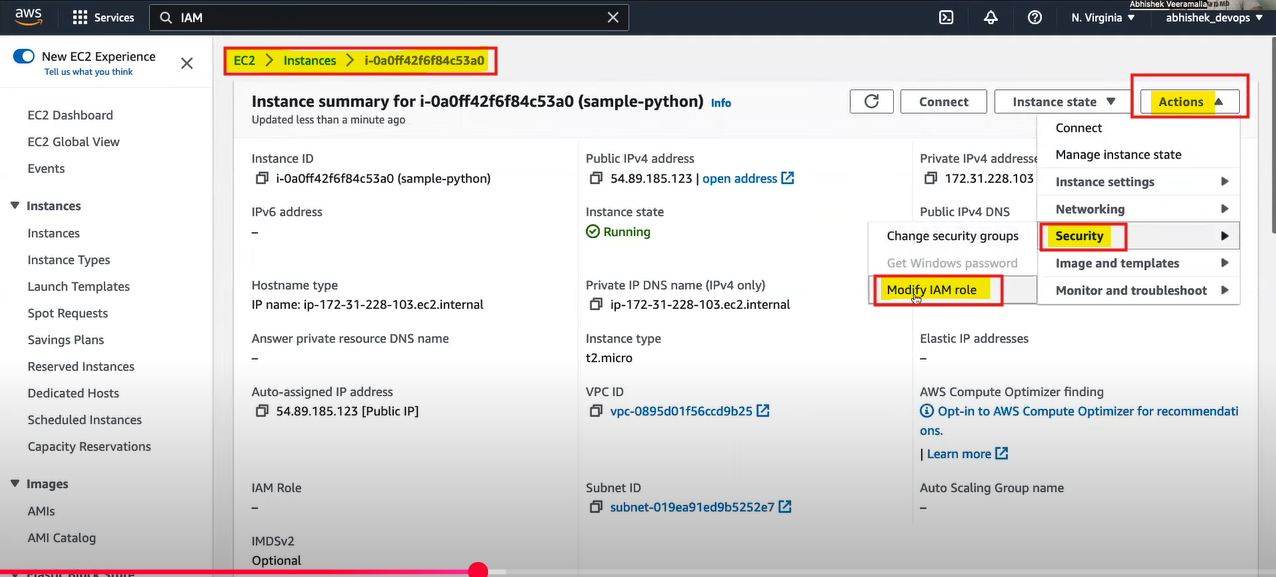 Abhishek Veeramalla
aws
Services
IAM
N. Virginia
abhishek_devops
New EC2 Experience
Tell us what you think
EC2 Dashboard
EC2 Global View
Events
Instances
Instances
Instance Types
Launch Templates
Spot Requests
Savings Plans
Reserved Instances
Dedicated Hosts
Scheduled Instances
Capacity Reservations
Images
AMIs
AMI Catalog
Elastic Block Store
EC2 > Instances > i-0a0ff42f6f84c53a0
Instance summary for i-0a0ff42f6f84c53a0 (sample-python) Info
Updated less than a minute ago
Connect
Instance state
Actions
Connect
Manage instance state
Instance settings
Networking
Security
Image and templates
Monitor and troubleshoot
Change security groups
Get Windows password
Modify IAM role
Instance ID
i-0a0ff42f6f84c53a0 (sample-python)
Public IPv4 address
54.89.185.123 | open address
Private IPv4 addresse
172.31.228.103
IPv6 address
–
Instance state
Running
Public IPv4 DNS
Hostname type
IP name: ip-172-31-228-103.ec2.internal
Private IP DNS name (IPv4 only)
ip-172-31-228-103.ec2.internal
Answer private resource DNS name
–
Instance type
t2.micro
Elastic IP addresses
–
Auto-assigned IP address
54.89.185.123 [Public IP]
VPC ID
vpc-0895d01f56ccd9b25
AWS Compute Optimizer finding
Opt-in to AWS Compute Optimizer for recommendati
ons.
| Learn more
IAM Role
–
Subnet ID
subnet-019ea91ed9b5252e7
Auto Scaling Group name
–
IMDSv2
Optional